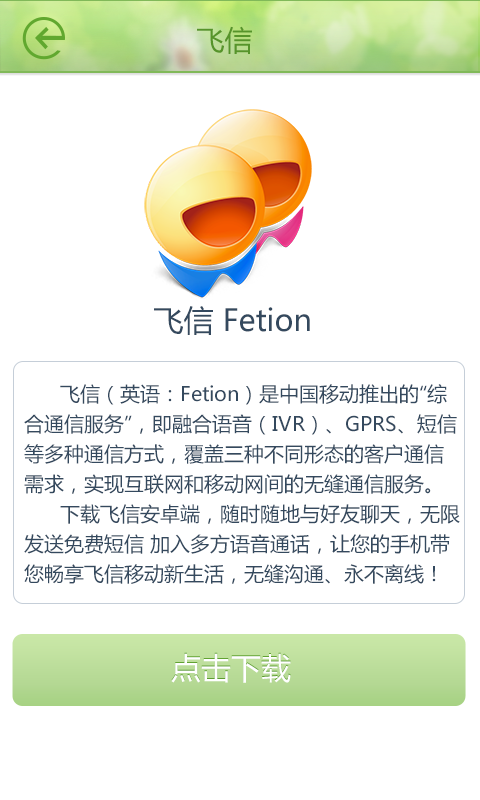 飞信
飞信 Fetion
飞信（英语：Fetion）是中国移动推出的“综
合通信服务”，即融合语音（IVR）、GPRS、短信
等多种通信方式，覆盖三种不同形态的客户通信
需求，实现互联网和移动网间的无缝通信服务。
下载飞信安卓端，随时随地与好友聊天，无限
发送免费短信 加入多方语音通话，让您的手机带
您畅享飞信移动新生活，无缝沟通、永不离线！
点击下载